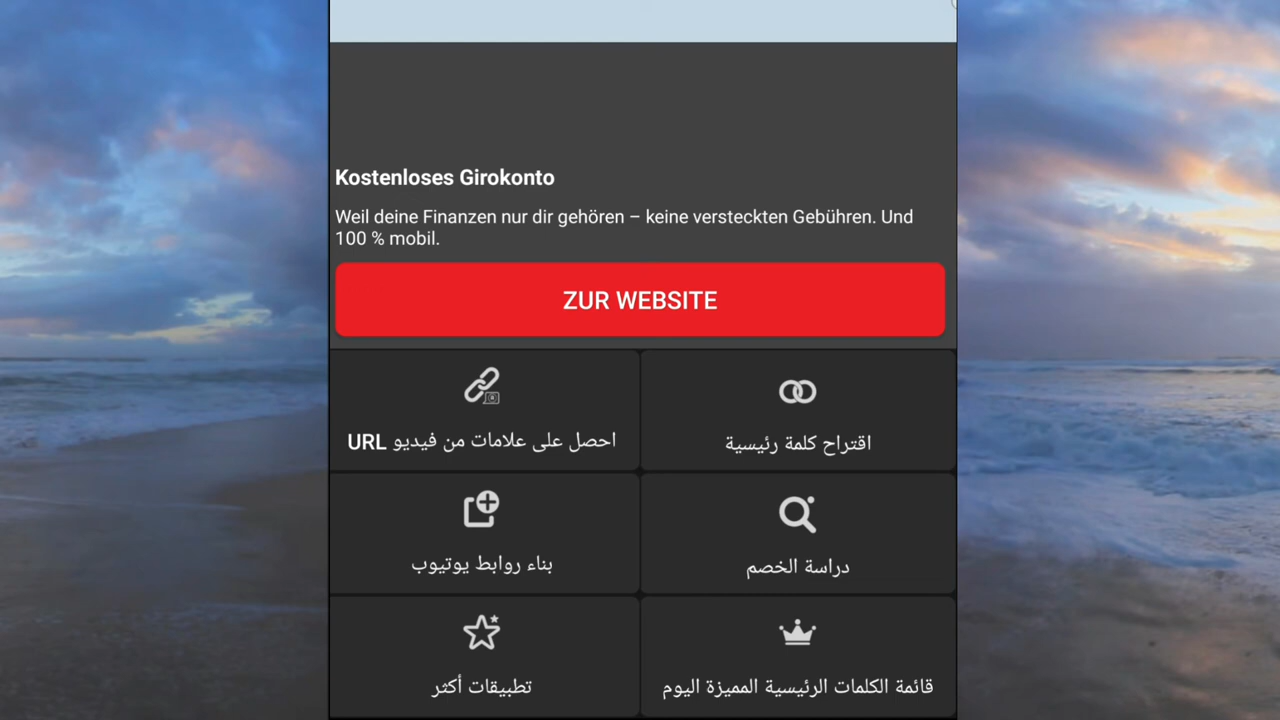 Kostenloses Girokonto
Weil deine Finanzen nur dir gehören – keine versteckten Gebühren. Und
100 % mobil.
ZUR WEBSITE
اقتراح كلمة رئيسية
احصل على علامات من فيديو URL
دراسة الخصم
بناء روابط يوتيوب
قائمة الكلمات الرئيسية المميزة اليوم
تطبيقات أكثر